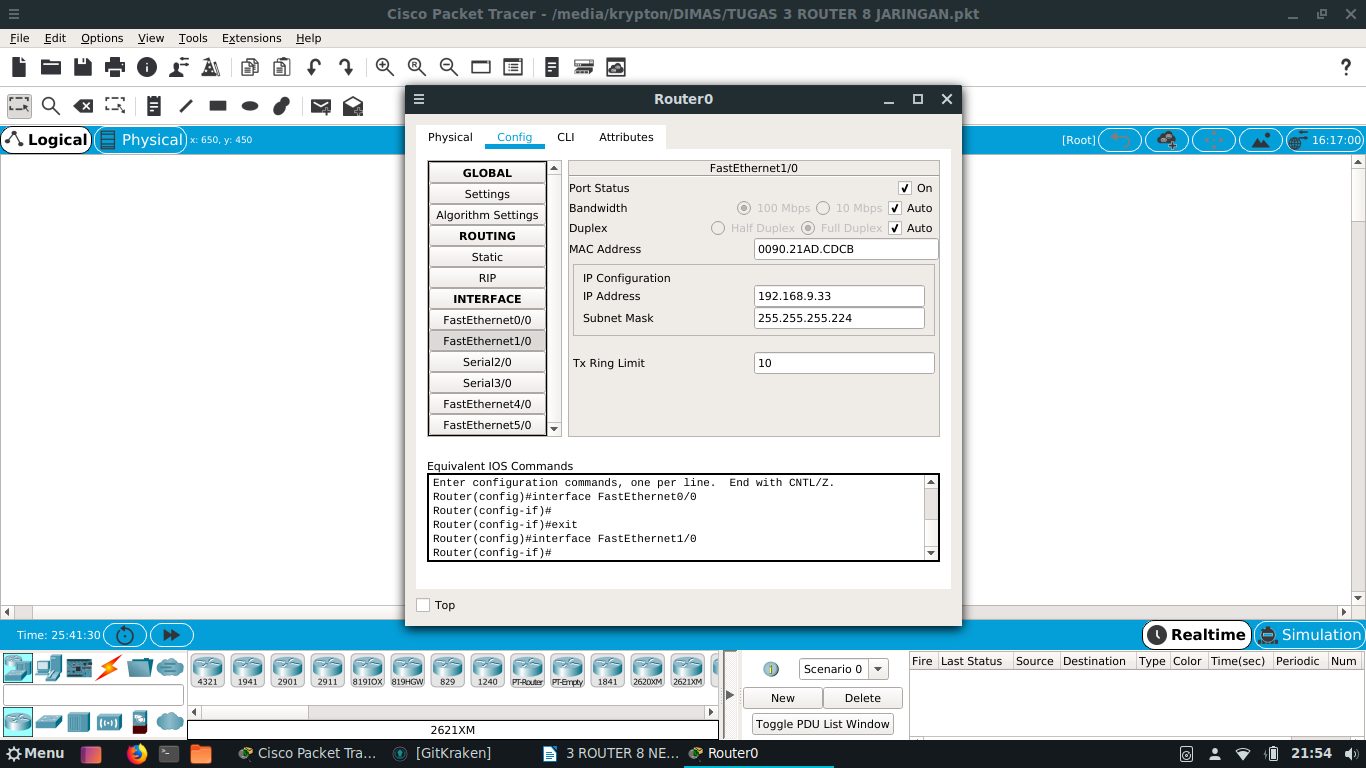 Cisco Packet Tracer - /media/krypton/DIMAS/TUGAS 3 ROUTER 8 JARINGAN.pkt
File Edit Options View Tools Extensions Help
?
Logical Physical x: 650, y: 450 [Root] 16:17:00
Router0
Physical Config CLI Attributes
GLOBAL
Settings
Algorithm Settings
ROUTING
Static
RIP
INTERFACE
FastEthernet0/0
FastEthernet1/0
Serial2/0
Serial3/0
FastEthernet4/0
FastEthernet5/0
FastEthernet1/0
Port Status On
Bandwidth 100 Mbps 10 Mbps Auto
Duplex Half Duplex Full Duplex Auto
MAC Address 0090.21AD.CDCB
IP Configuration
IP Address 192.168.9.33
Subnet Mask 255.255.255.224
Tx Ring Limit 10
Equivalent IOS Commands
Enter configuration commands, one per line. End with CNTL/Z.
Router(config)#interface FastEthernet0/0
Router(config-if)#
Router(config-if)#exit
Router(config)#interface FastEthernet1/0
Router(config-if)#
Top
Time: 25:41:30 Realtime Simulation
4321 1941 2901 2911 819IOX 819HGW 829 1240 PT-Router PT-Empty 1841 2620XM 2621XM
2621XM
Scenario 0
New Delete
Toggle PDU List Window
Fire Last Status Source Destination Type Color Time(sec) Periodic Num
Menu Cisco Packet Tra... [GitKraken] 3 ROUTER 8 NE... Router0 21:54